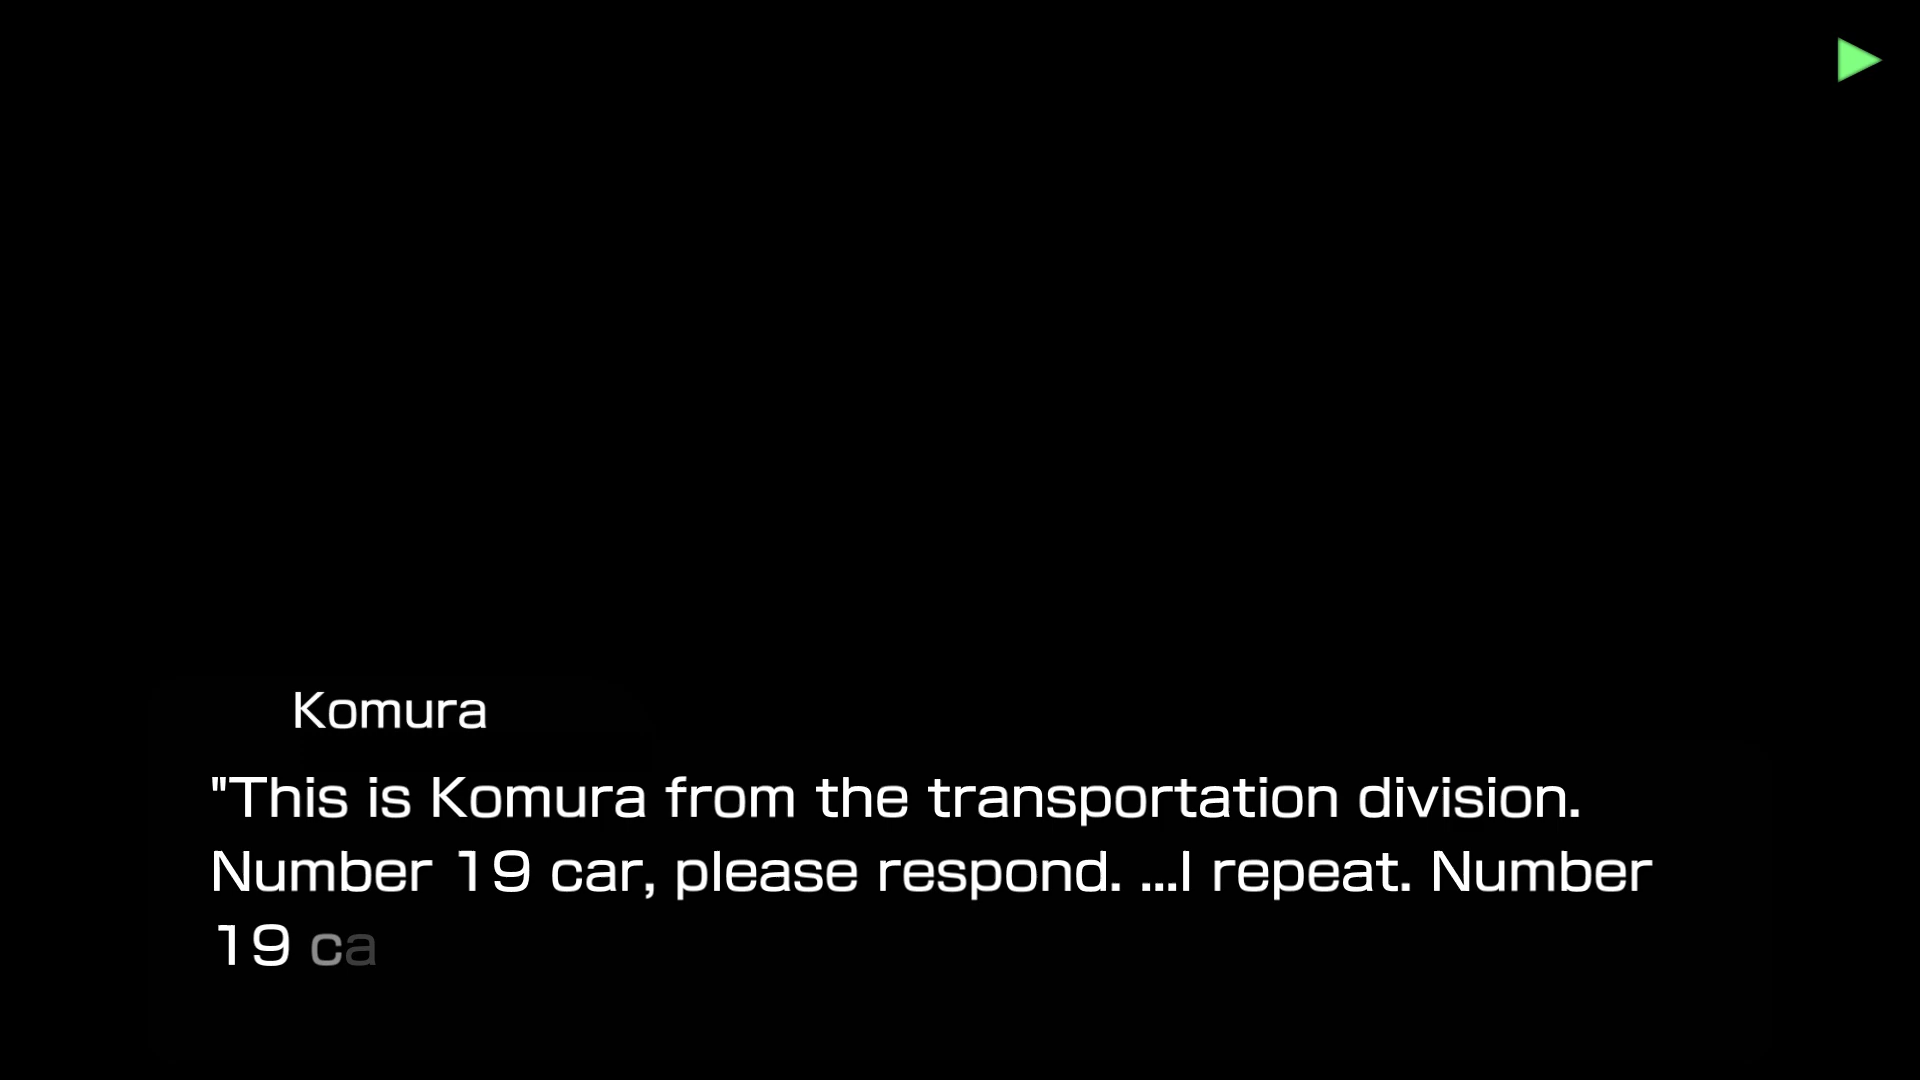 Komura
"This is Komura from the transportation division.
Number 19 car, please respond. ...I repeat. Number
19 ca